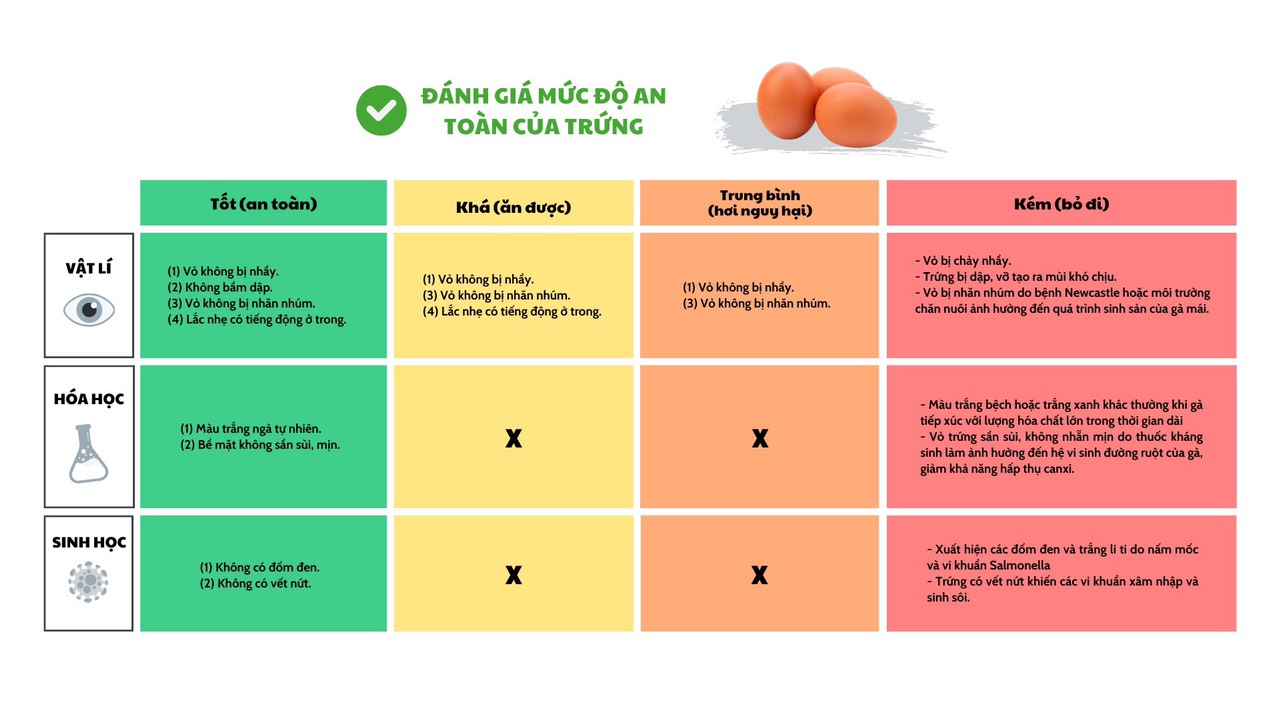 ĐÁNH GIÁ MỨC ĐỘ AN
TOÀN CỦA TRỨNG
Tốt (an toàn)
Khá (ăn được)
Trung bình
(hơi nguy hại)
Kém (bỏ đi)
VẬT LÍ
(1) Vỏ không bị nhầy.
(2) Không bầm dập.
(3) Vỏ không bị nhăn nhúm.
(4) Lắc nhẹ có tiếng động ở trong.
(1) Vỏ không bị nhầy.
(3) Vỏ không bị nhăn nhúm.
(4) Lắc nhẹ có tiếng động ở trong.
(1) Vỏ không bị nhầy.
(3) Vỏ không bị nhăn nhúm.
- Vỏ bị chảy nhầy.
- Trứng bị dập, vỡ tạo ra mùi khó chịu.
- Vỏ bị nhăn nhúm do bệnh Newcastle hoặc môi trường
chăn nuôi ảnh hưởng đến quá trình sinh sản của gà mái.
HÓA HỌC
(1) Màu trắng ngà tự nhiên.
(2) Bề mặt không sần sùi, mịn.
X
X
- Màu trắng bệch hoặc trắng xanh khác thường khi gà
tiếp xúc với lượng hóa chất lớn trong thời gian dài
- Vỏ trứng sần sùi, không nhẵn mịn do thuốc kháng
sinh làm ảnh hưởng đến hệ vi sinh đường ruột của gà,
giảm khả năng hấp thụ canxi.
SINH HỌC
(1) Không có đốm đen.
(2) Không có vết nứt.
X
X
- Xuất hiện các đốm đen và trắng li ti do nấm mốc
và vi khuẩn Salmonella
- Trứng có vết nứt khiến các vi khuẩn xâm nhập và
sinh sôi.